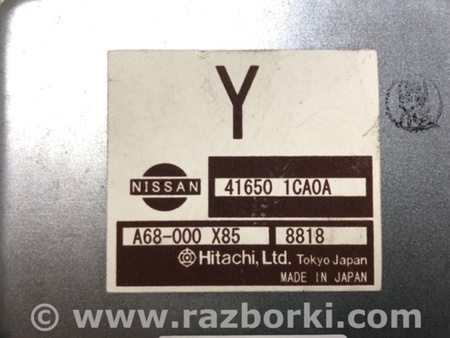 Y
NISSAN 41650 1CA0A
A68-000 X85 8818
Hitachi, Ltd. Tokyo Japan
MADE IN JAPAN
© www.razborki.com